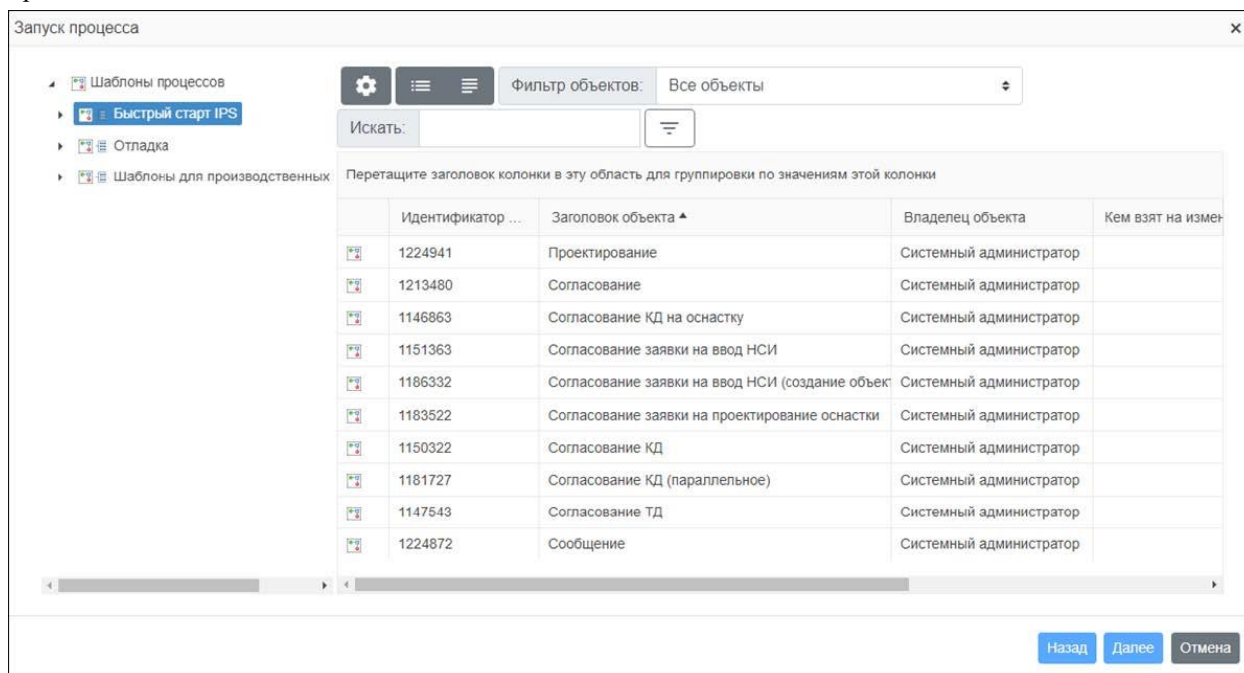 Запуск процесса
Шаблоны процессов
Быстрый старт IPS
Отладка
Шаблоны для производственных
Фильтр объектов: Все объекты
Искать:
Перетащите заголовок колонки в эту область для группировки по значениям этой колонки
Идентификатор ... Заголовок объекта Владелец объекта Кем взят на измен
1224941 Проектирование Системный администратор
1213480 Согласование Системный администратор
1146863 Согласование КД на оснастку Системный администратор
1151363 Согласование заявки на ввод НСИ Системный администратор
1186332 Согласование заявки на ввод НСИ (создание объект Системный администратор
1183522 Согласование заявки на проектирование оснастки Системный администратор
1150322 Согласование КД Системный администратор
1181727 Согласование КД (параллельное) Системный администратор
1147543 Согласование ТД Системный администратор
1224872 Сообщение Системный администратор
Назад Далее Отмена